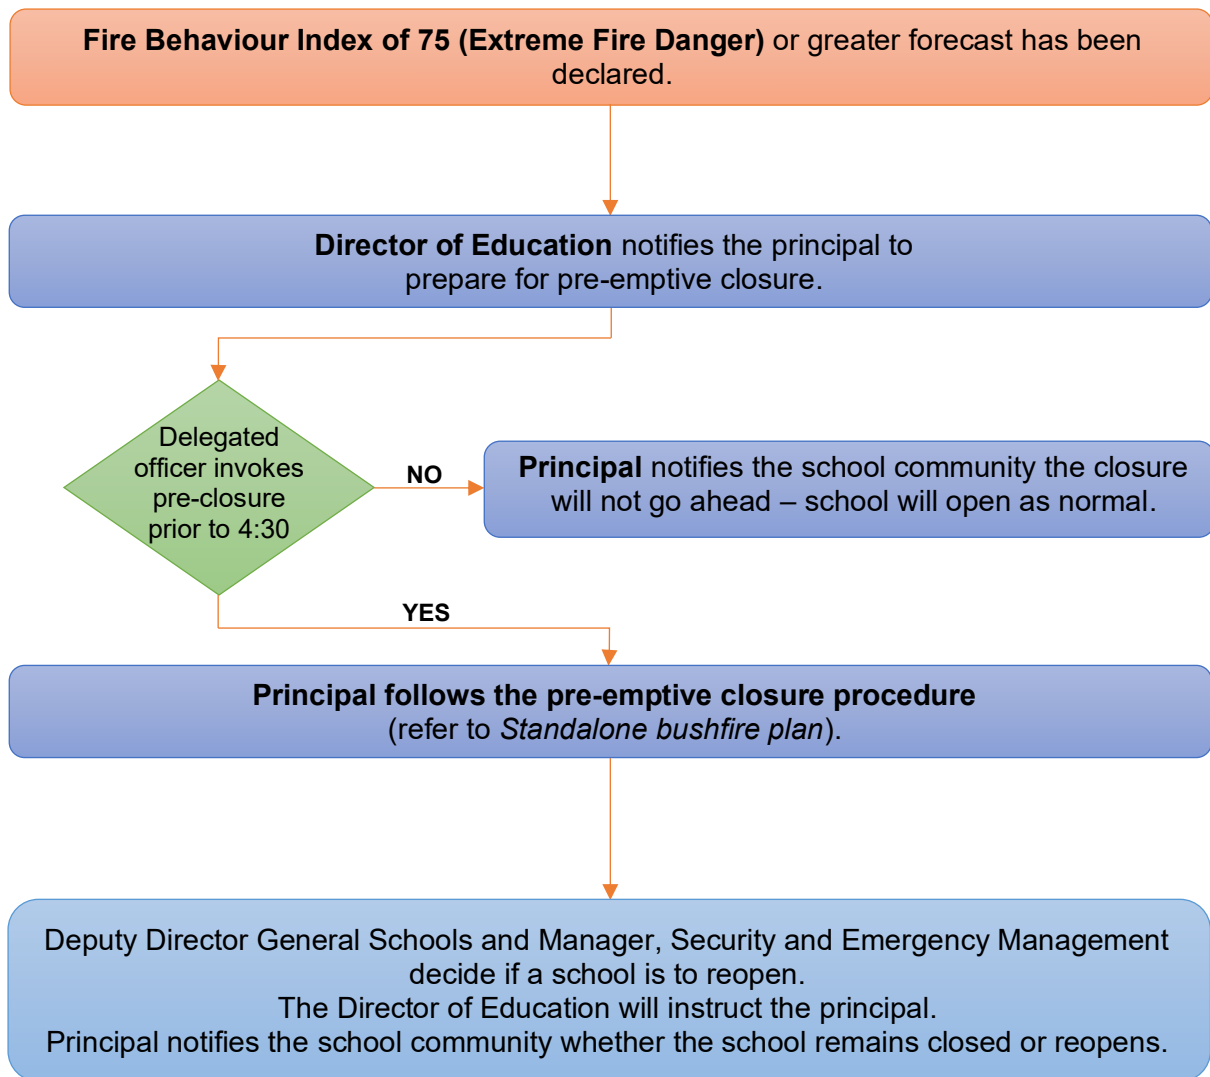 Fire Behaviour Index of 75 (Extreme Fire Danger) or greater forecast has been
declared.
Director of Education notifies the principal to
prepare for pre-emptive closure.
Delegated
officer invokes
pre-closure
prior to 4:30
NO
Principal notifies the school community the closure
will not go ahead – school will open as normal.
YES
Principal follows the pre-emptive closure procedure
(refer to Standalone bushfire plan).
Deputy Director General Schools and Manager, Security and Emergency Management
decide if a school is to reopen.
The Director of Education will instruct the principal.
Principal notifies the school community whether the school remains closed or reopens.